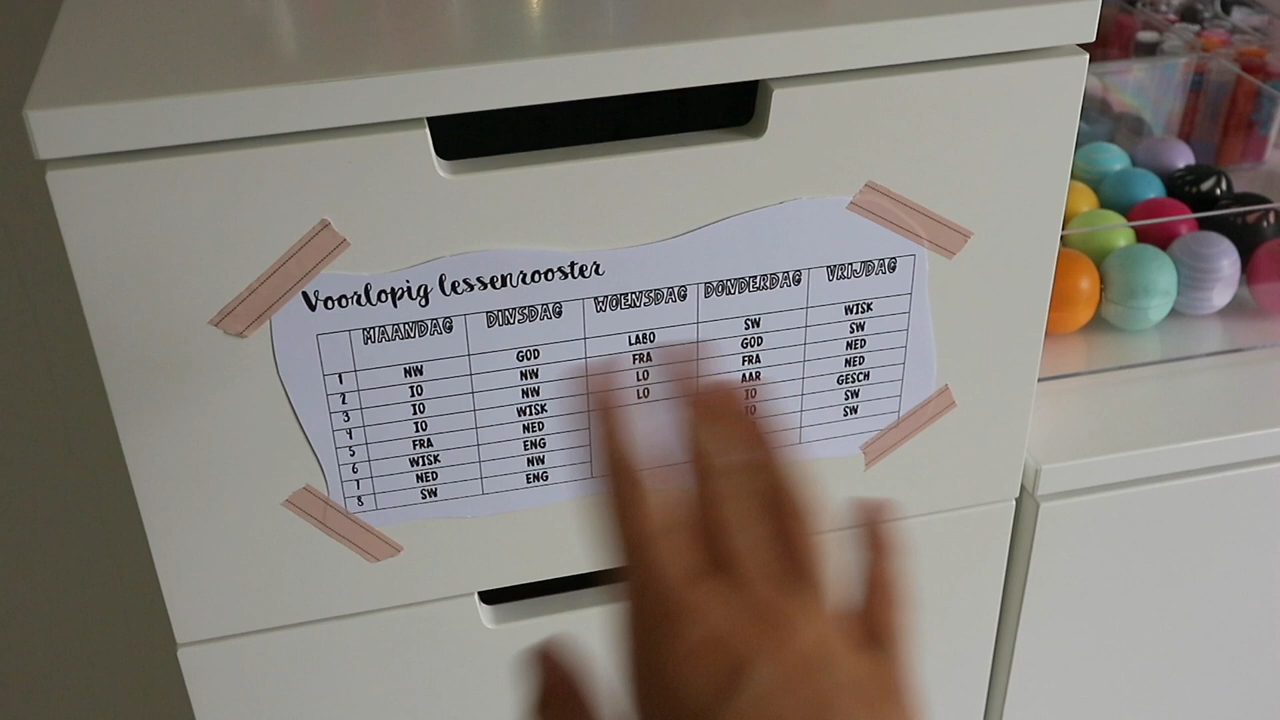 Voorlopig lessenrooster
MAANDAG DINSDAG WOENSDAG DONDERDAG VRIJDAG
1 NW GOD LABO SW WISK
2 IO NW FRA GOD SW
3 IO NW LO FRA NED
4 IO WISK LO AAR NED
5 FRA NED IO GESCH
6 WISK ENG IO SW
7 NED NW SW
8 SW ENG